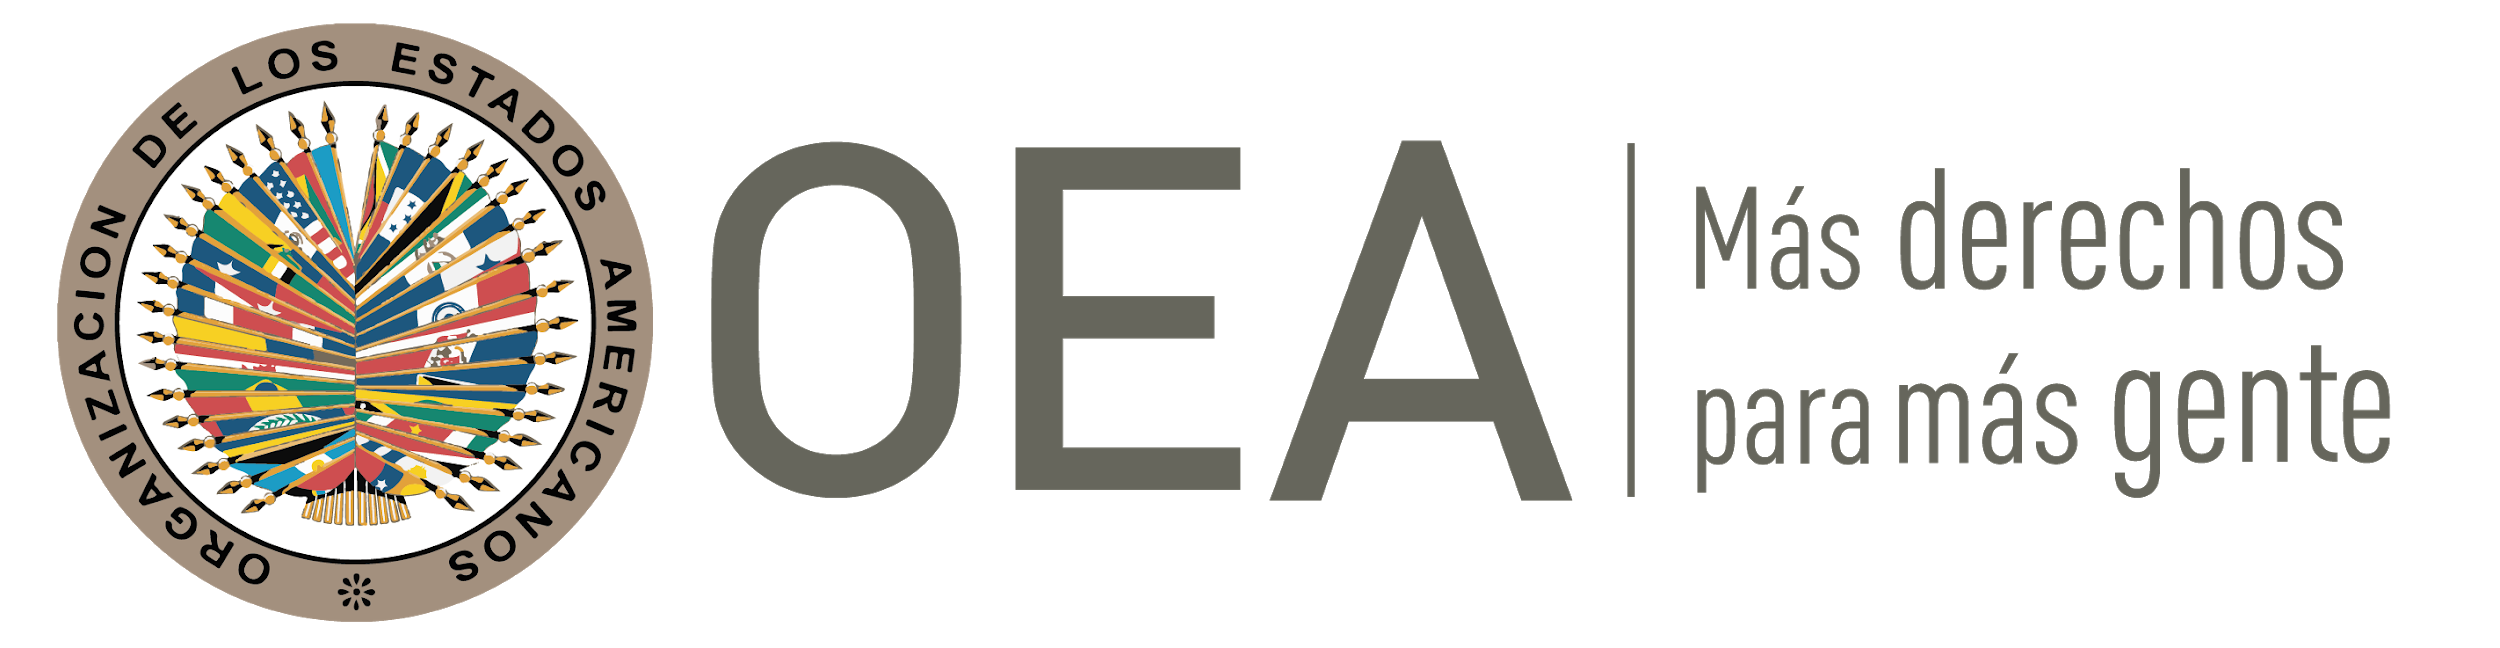 ORGANIZACION DE LOS ESTADOS AMERICANOS
OEA
Más derechos
para más gente